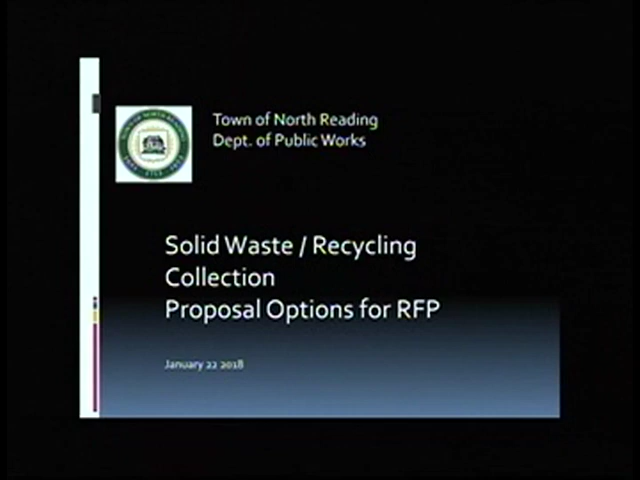 Town of North Reading
Dept. of Public Works
Solid Waste / Recycling
Collection
Proposal Options for RFP
January 22 2018